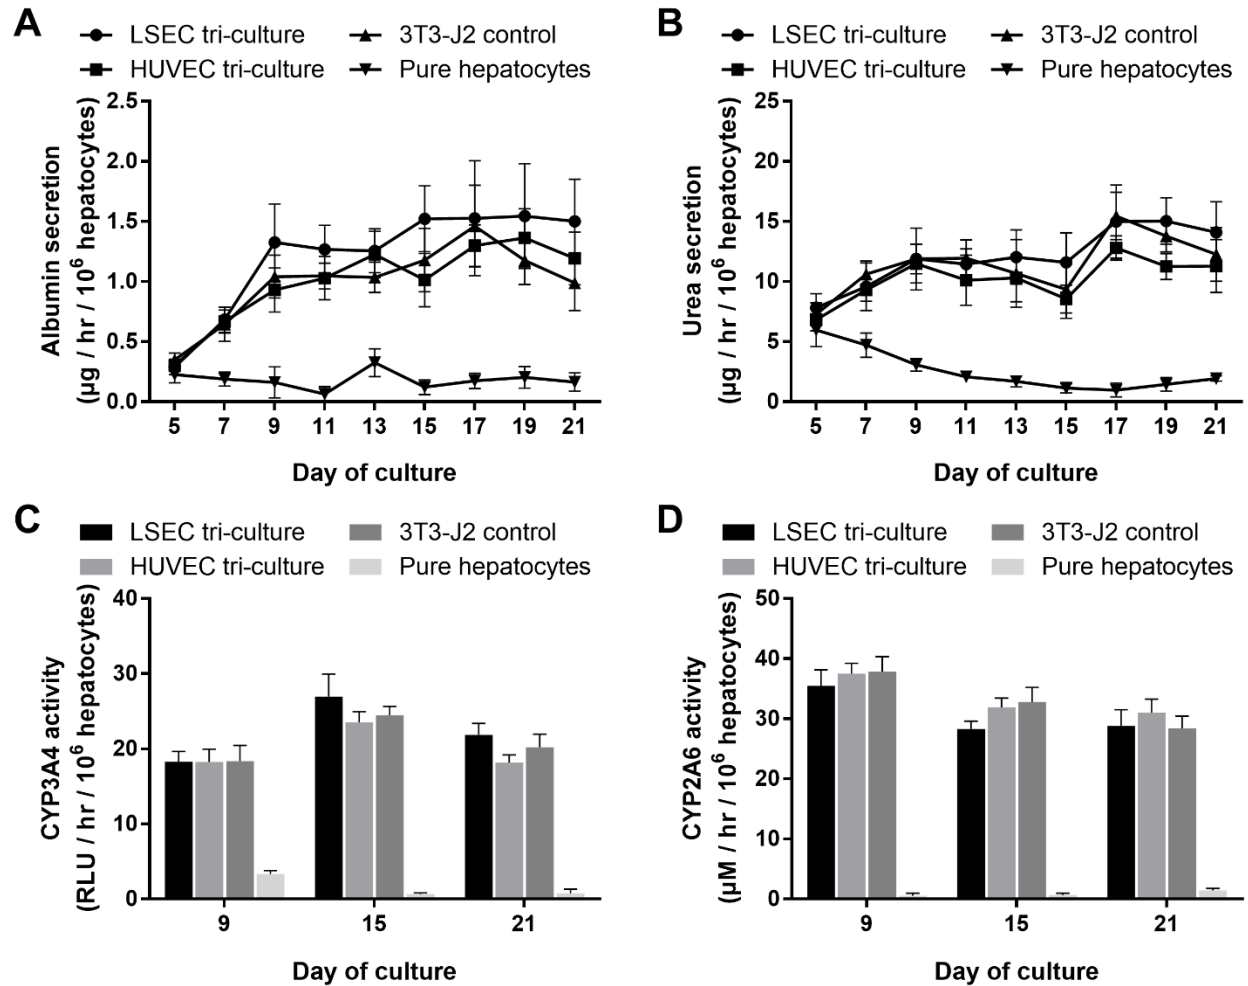 A
LSEC tri-culture
3T3-J2 control
HUVEC tri-culture
Pure hepatocytes
Albumin secretion
(µg / hr / 10⁶ hepatocytes)
2.5
2.0
1.5
1.0
0.5
0.0
5 7 9 11 13 15 17 19 21
Day of culture
B
LSEC tri-culture
3T3-J2 control
HUVEC tri-culture
Pure hepatocytes
Urea secretion
(µg / hr / 10⁶ hepatocytes)
25
20
15
10
5
0
5 7 9 11 13 15 17 19 21
Day of culture
C
LSEC tri-culture
3T3-J2 control
HUVEC tri-culture
Pure hepatocytes
CYP3A4 activity
(RLU / hr / 10⁶ hepatocytes)
40
30
20
10
0
9 15 21
Day of culture
D
LSEC tri-culture
3T3-J2 control
HUVEC tri-culture
Pure hepatocytes
CYP2A6 activity
(µM / hr / 10⁶ hepatocytes)
50
40
30
20
10
0
9 15 21
Day of culture